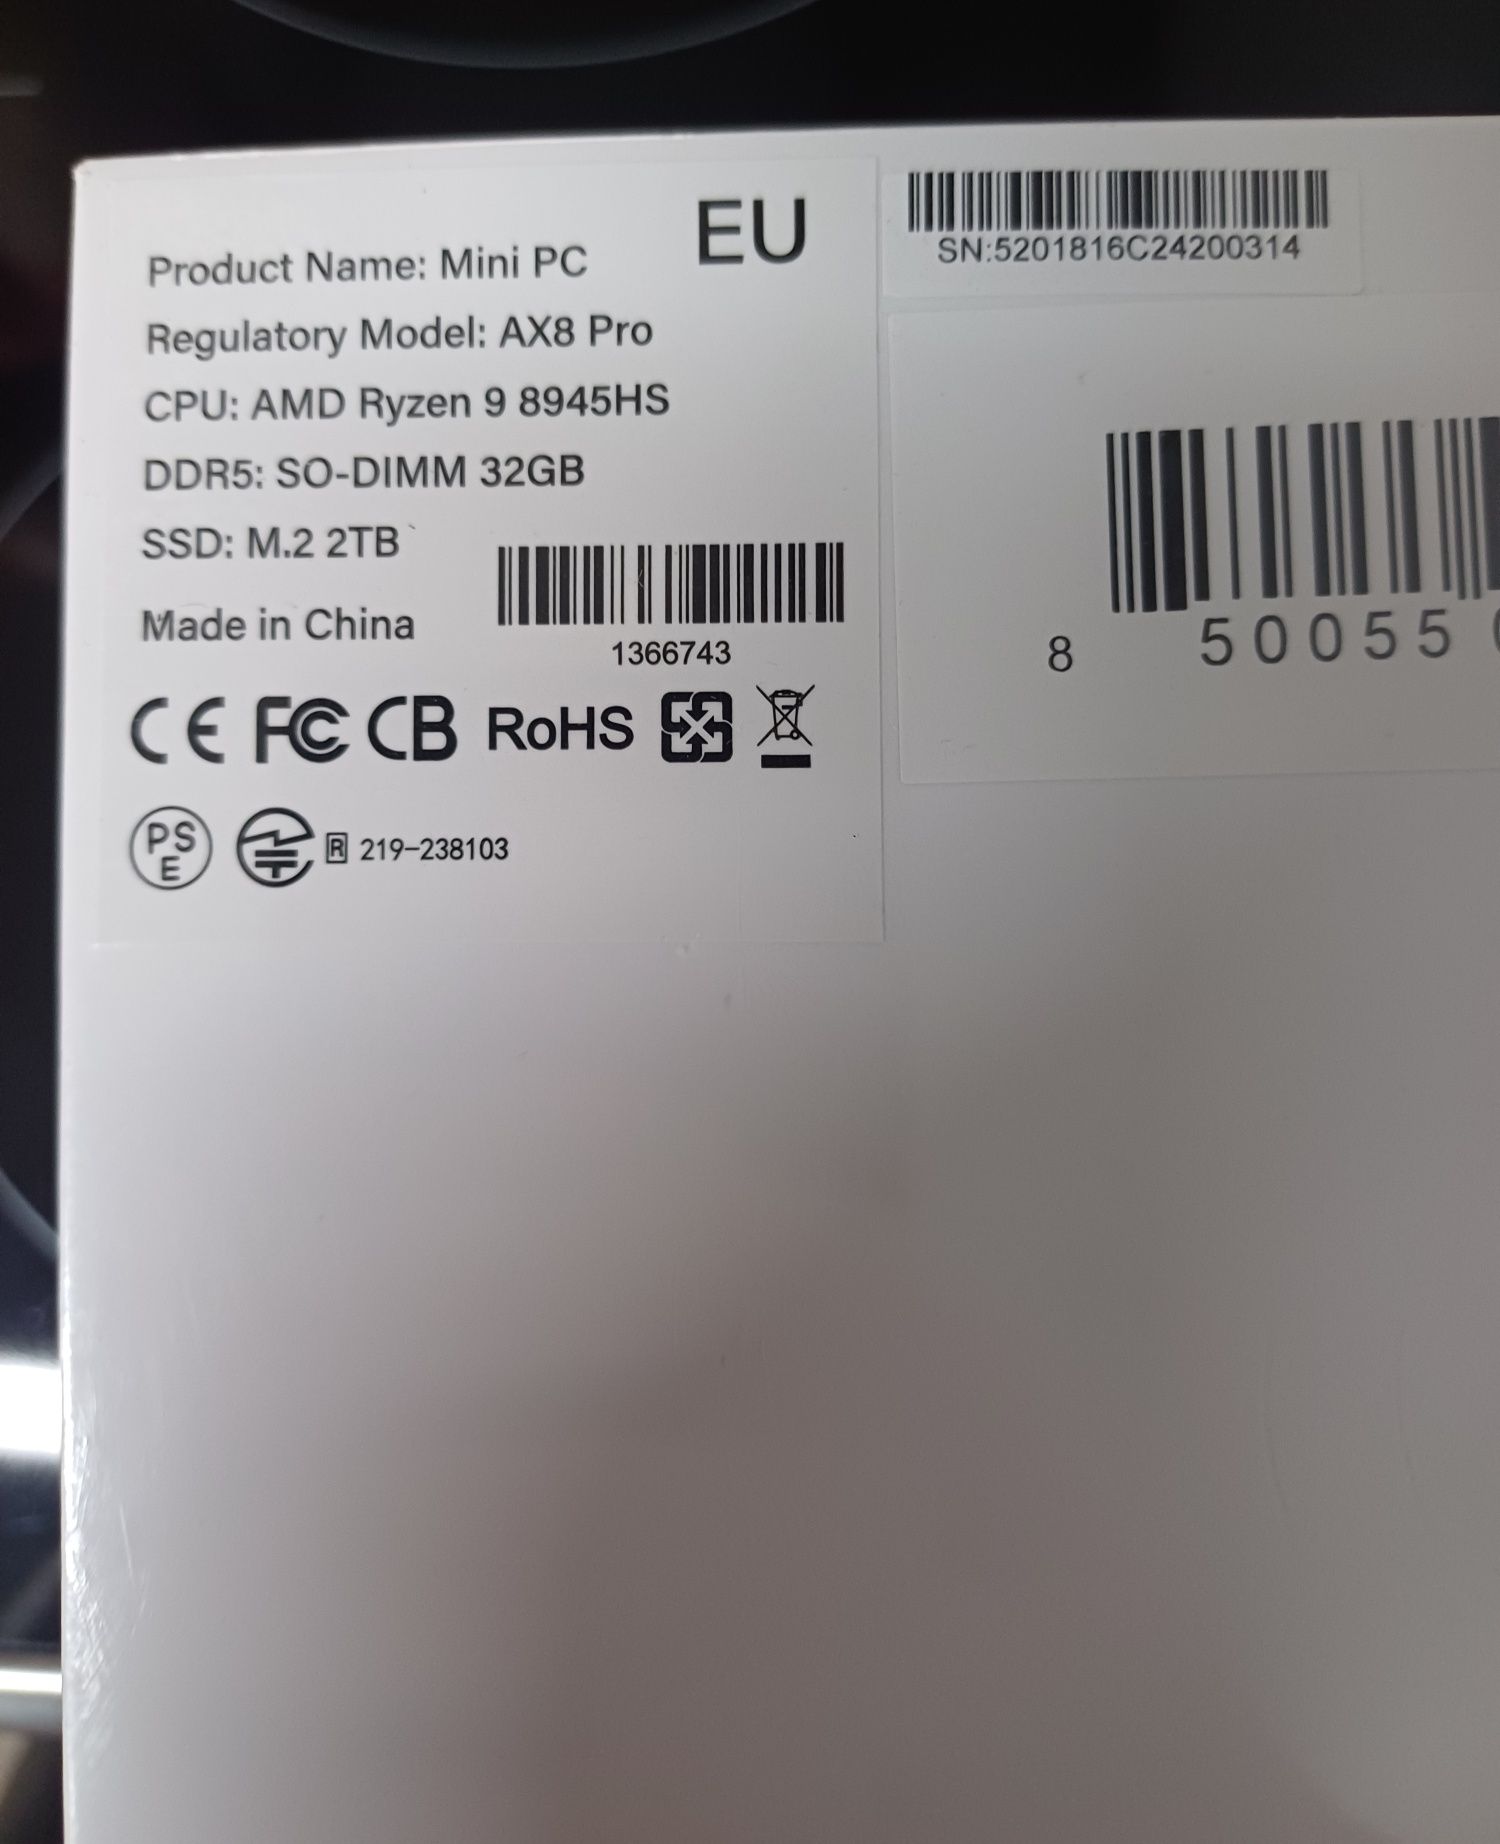 EU
Product Name: Mini PC
Regulatory Model: AX8 Pro
CPU: AMD Ryzen 9 8945HS
DDR5: SO-DIMM 32GB
SSD: M.2 2TB
Made in China
1366743
CE FC CB RoHS
PSE
R 219-238103
SN:5201816C24200314
8 50055